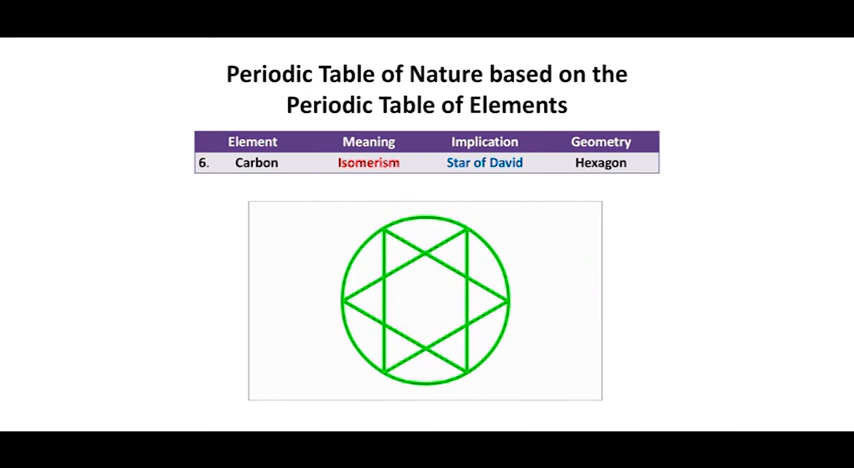 Periodic Table of Nature based on the
Periodic Table of Elements
Element Meaning Implication Geometry
6. Carbon Isomerism Star of David Hexagon